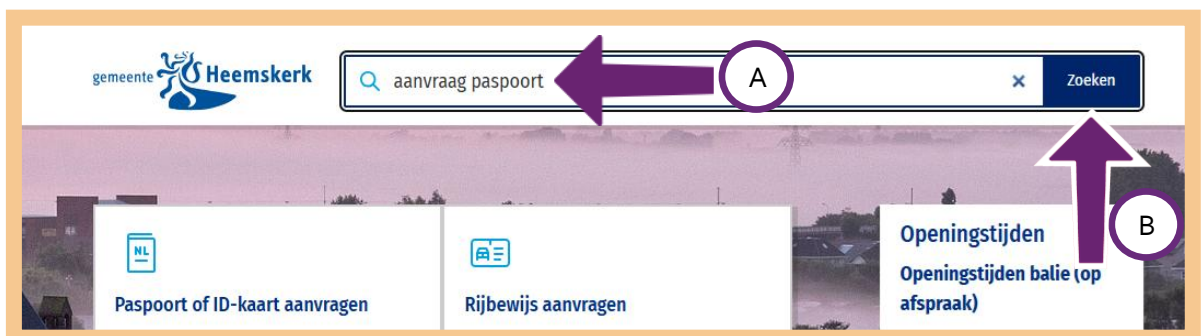 gemeente Heemskerk
aanvraag paspoort
A
× Zoeken
B
NL
Paspoort of ID-kaart aanvragen
Rijbewijs aanvragen
Openingstijden
Openingstijden balie (op
afspraak)